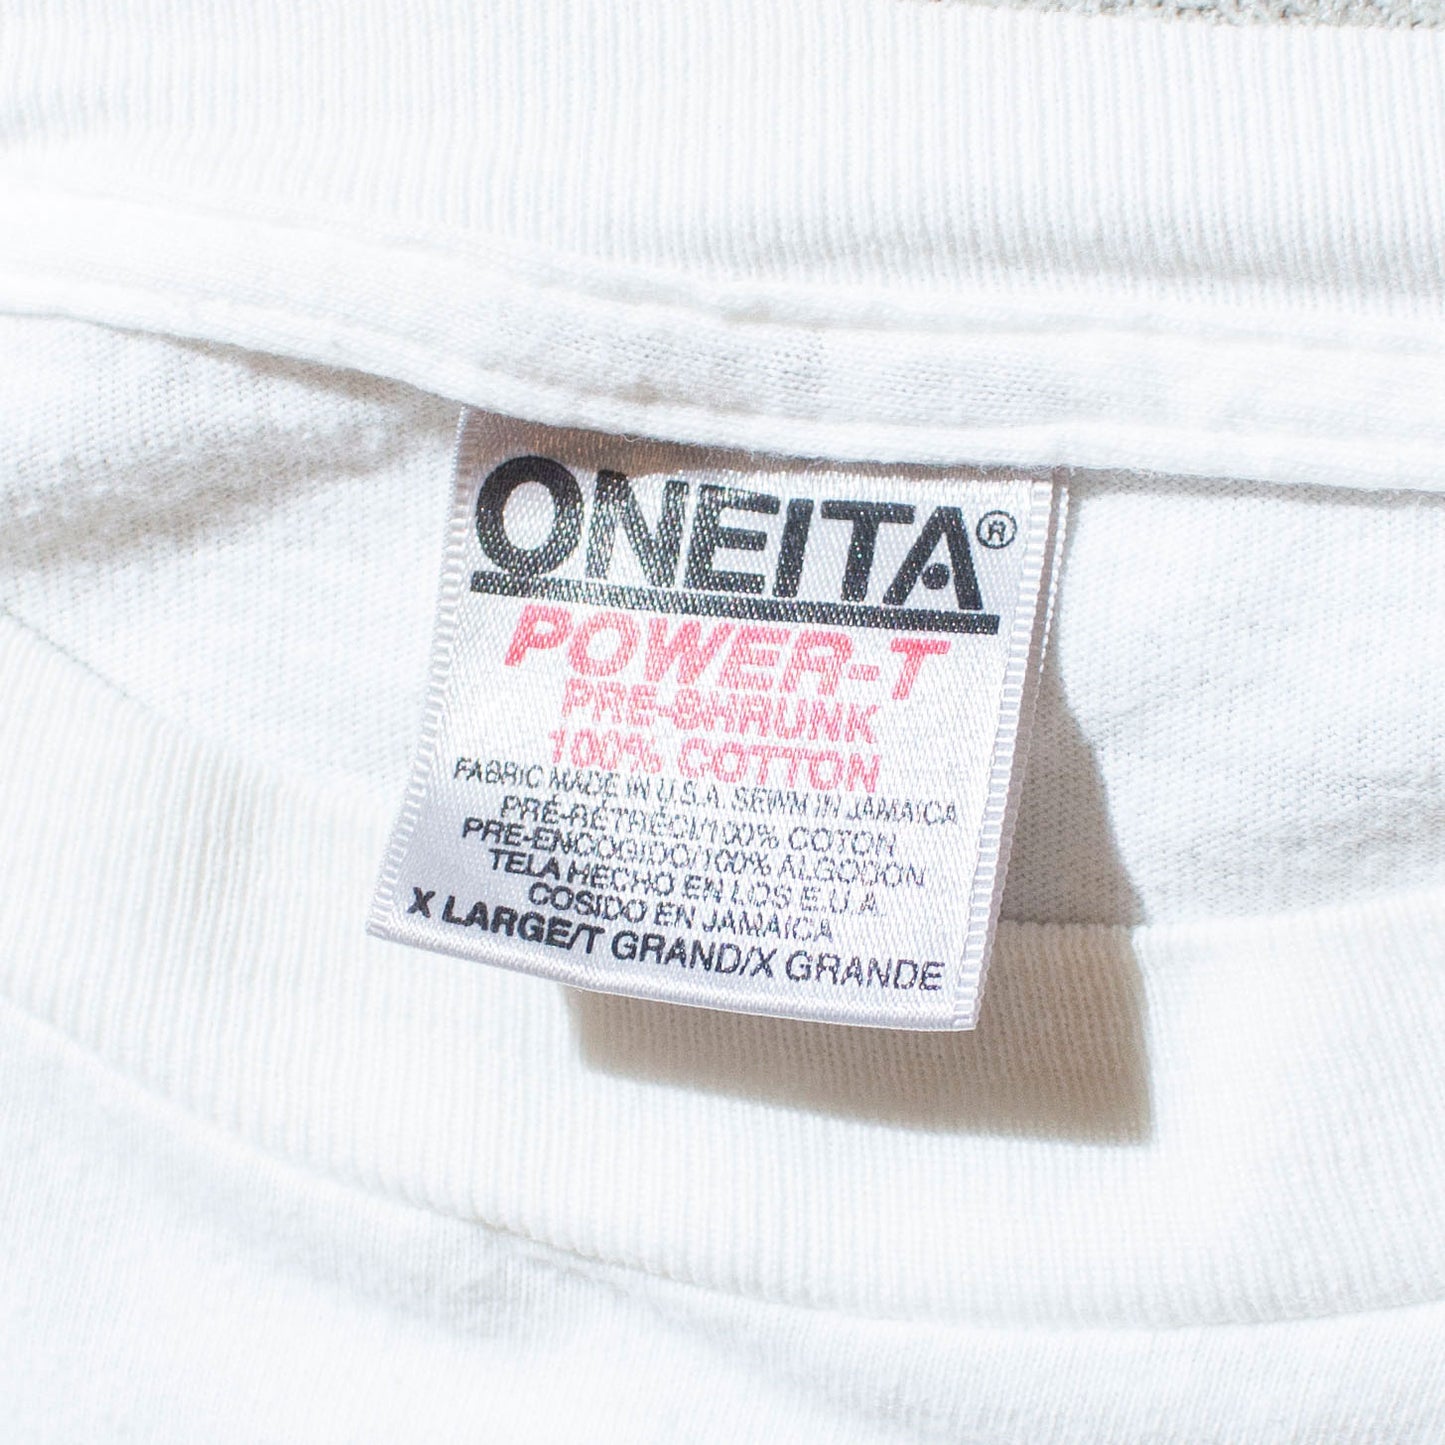 ONEITA®
POWER-T
PRE-SHRUNK
100% COTTON
FABRIC MADE IN U.S.A. SEWN IN JAMAICA
PRÉ-RÉTRÉCI/100% COTON
PRE-ENCOGIDO/100% ALGODON
TELA HECHO EN LOS E.U.A.
COSIDO EN JAMAICA
X LARGE/T GRAND/X GRANDE